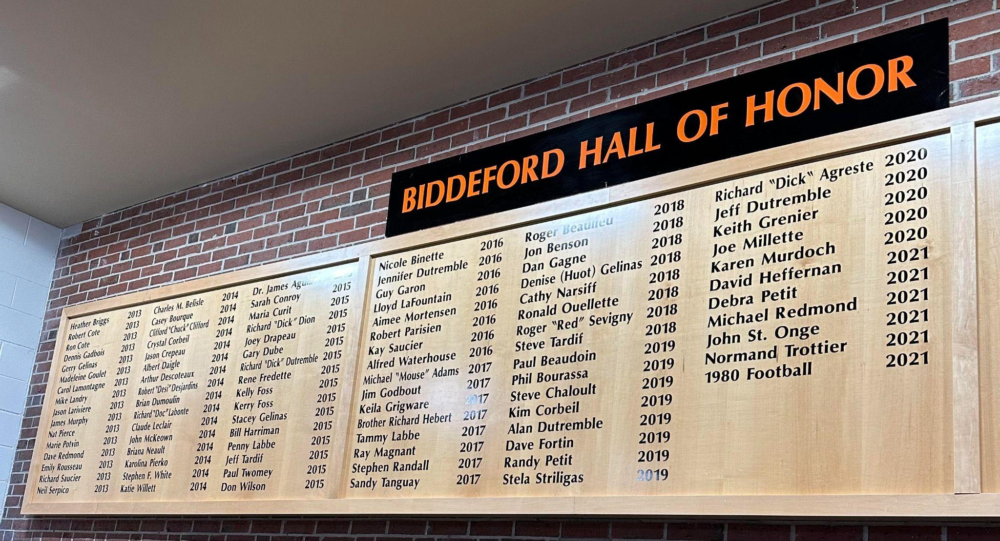 BIDDEFORD HALL OF HONOR
Heather Briggs 2013
Robert Cote 2013
Ron Cote 2013
Dennis Gadbois 2013
Gerry Gelinas 2013
Madeleine Goulet 2013
Carol Lamontagne 2013
Mike Landry 2013
Jason Lariviere 2013
James Murphy 2013
Nat Pierce 2013
Marie Potvin 2013
Dave Redmond 2013
Emily Rousseau 2013
Richard Saucier 2013
Neil Serpico 2013
Charles M. Belisle 2014
Casey Bourque 2014
Clifford "Chuck" Clifford 2014
Crystal Corbeil 2014
Jason Crepeau 2014
Albert Daigle 2014
Arthur Descoteaux 2014
Robert "Desi" Desjardins 2014
Brian Dumoulin 2014
Richard "Doc" Labonte 2014
Claude Leclair 2014
John McKeown 2014
Briana Neault 2014
Karolina Pierko 2014
Stephen F. White 2014
Katie Willett 2014
Dr. James Aguiar
Sarah Conroy 2015
Maria Curit 2015
Richard "Dick" Dion 2015
Joey Drapeau 2015
Gary Dube 2015
Richard "Dick" Dutremble 2015
Rene Fredette 2015
Kelly Foss 2015
Kerry Foss 2015
Stacey Gelinas 2015
Bill Harriman 2015
Penny Labbe 2015
Jeff Tardif 2015
Paul Twomey 2015
Don Wilson 2015
Nicole Binette 2016
Jennifer Dutremble 2016
Guy Garon 2016
Lloyd LaFountain 2016
Aimee Mortensen 2016
Robert Parisien 2016
Kay Saucier 2016
Alfred Waterhouse 2016
Michael "Mouse" Adams 2017
Jim Godbout 2017
Keila Grigware 2017
Brother Richard Hebert 2017
Tammy Labbe 2017
Ray Magnant 2017
Stephen Randall 2017
Sandy Tanguay 2017
Roger Beaulieu 2018
Jon Benson 2018
Dan Gagne 2018
Denise (Huot) Gelinas 2018
Cathy Narsiff 2018
Ronald Ouellette 2018
Roger "Red" Sevigny 2018
Steve Tardif 2018
Paul Beaudoin 2019
Phil Bourassa 2019
Steve Chaloult 2019
Kim Corbeil 2019
Alan Dutremble 2019
Dave Fortin 2019
Randy Petit 2019
Stela Striligas 2019
Richard "Dick" Agreste 2020
Jeff Dutremble 2020
Keith Grenier 2020
Joe Millette 2020
Karen Murdoch 2020
David Heffernan 2021
Debra Petit 2021
Michael Redmond 2021
John St. Onge 2021
Normand Trottier 2021
1980 Football 2021